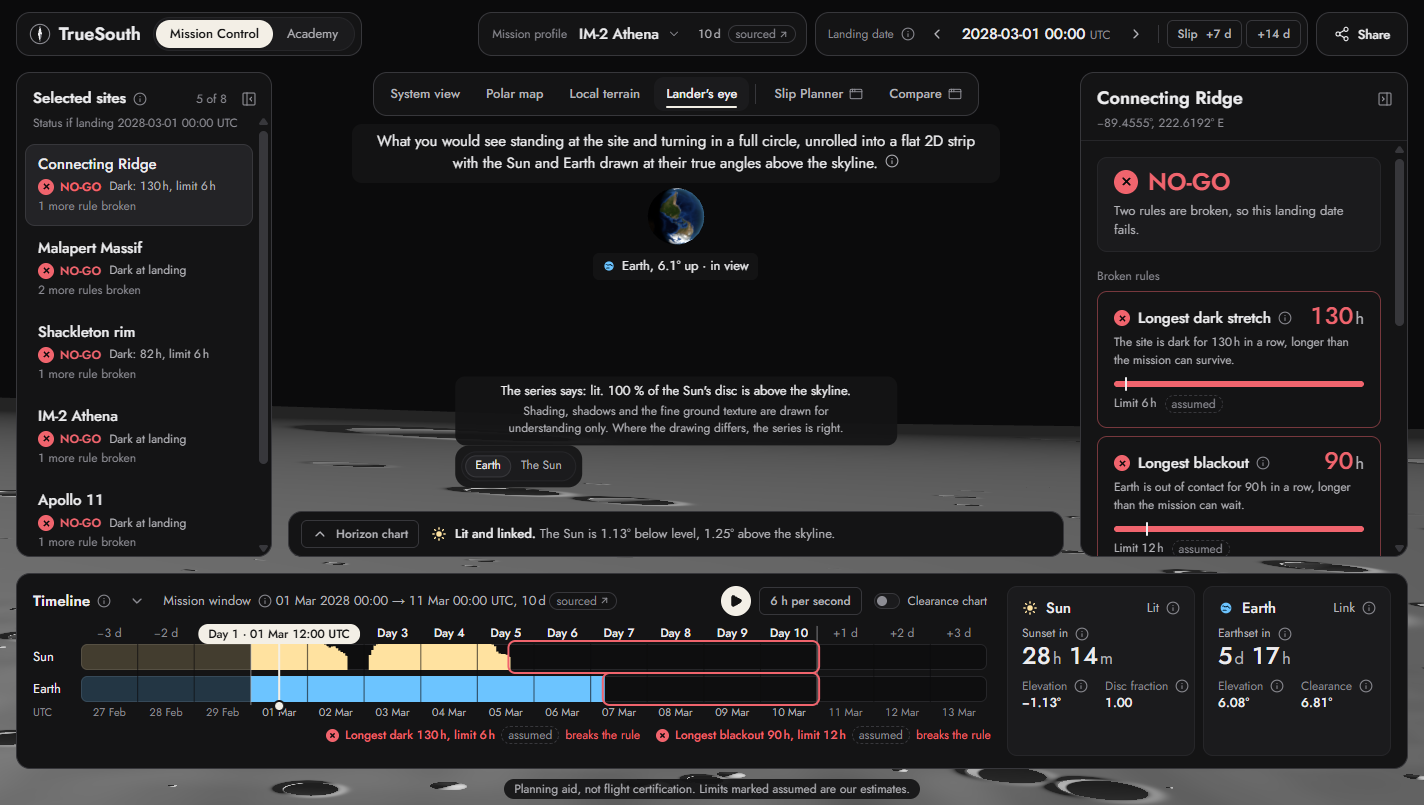 TrueSouth
Mission Control
Academy
Mission profile IM-2 Athena 10 d sourced ↗
Landing date 2028-03-01 00:00 UTC
Slip +7 d +14 d
Share
Selected sites 5 of 8
Status if landing 2028-03-01 00:00 UTC
Connecting Ridge
NO-GO Dark: 130 h, limit 6 h
1 more rule broken
Malapert Massif
NO-GO Dark at landing
2 more rules broken
Shackleton rim
NO-GO Dark: 82 h, limit 6 h
1 more rule broken
IM-2 Athena
NO-GO Dark at landing
1 more rule broken
Apollo 11
NO-GO Dark at landing
1 more rule broken
System view
Polar map
Local terrain
Lander's eye
Slip Planner
Compare
What you would see standing at the site and turning in a full circle, unrolled into a flat 2D strip
with the Sun and Earth drawn at their true angles above the skyline.
Earth, 6.1° up · in view
The series says: lit. 100 % of the Sun's disc is above the skyline.
Shading, shadows and the fine ground texture are drawn for
understanding only. Where the drawing differs, the series is right.
Earth
The Sun
Horizon chart
Lit and linked. The Sun is 1.13° below level, 1.25° above the skyline.
Connecting Ridge
−89.4555°, 222.6192° E
NO-GO
Two rules are broken, so this landing date
fails.
Broken rules
Longest dark stretch 130 h
The site is dark for 130 h in a row, longer than
the mission can survive.
Limit 6 h assumed
Longest blackout 90 h
Earth is out of contact for 90 h in a row, longer
than the mission can wait.
Limit 12 h assumed
Timeline
Mission window 01 Mar 2028 00:00 → 11 Mar 00:00 UTC, 10 d sourced ↗
6 h per second
Clearance chart
−3 d −2 d Day 1 · 01 Mar 12:00 UTC Day 3 Day 4 Day 5 Day 6 Day 7 Day 8 Day 9 Day 10 +1 d +2 d +3 d
Sun
Earth
UTC 27 Feb 28 Feb 29 Feb 01 Mar 02 Mar 03 Mar 04 Mar 05 Mar 06 Mar 07 Mar 08 Mar 09 Mar 10 Mar 11 Mar 12 Mar 13 Mar
Longest dark 130 h, limit 6 h assumed breaks the rule
Longest blackout 90 h, limit 12 h assumed breaks the rule
Sun Lit
Sunset in
28 h 14 m
Elevation Disc fraction
−1.13° 1.00
Earth Link
Earthset in
5 d 17 h
Elevation Clearance
6.08° 6.81°
Planning aid, not flight certification. Limits marked assumed are our estimates.